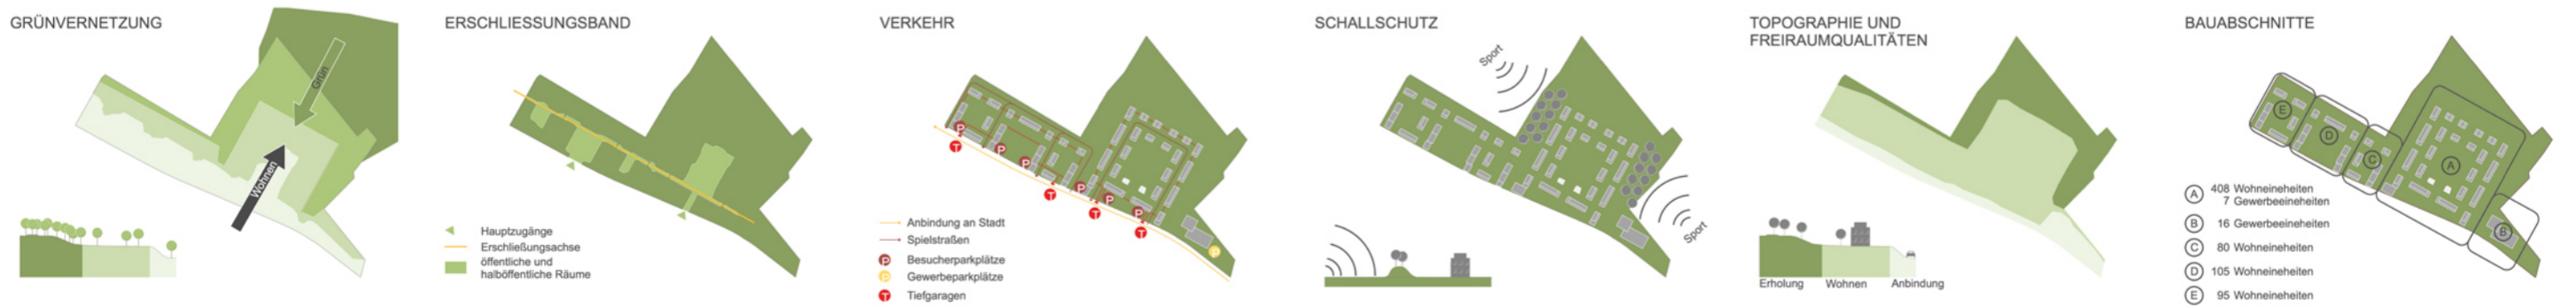 GRÜNVERNETZUNG
Grün
Wohnen
ERSCHLIESSUNGSBAND
Hauptzugänge
Erschließungsachse
öffentliche und
halböffentliche Räume
VERKEHR
P
T
P
P
T
P
P
T
P
T
P
Anbindung an Stadt
Spielstraßen
P Besucherparkplätze
P Gewerbeparkplätze
T Tiefgaragen
SCHALLSCHUTZ
Sport
Sport
TOPOGRAPHIE UND
FREIRAUMQUALITÄTEN
Erholung Wohnen Anbindung
BAUABSCHNITTE
E
D
C
A
B
A 408 Wohneineheiten
7 Gewerbeeineheiten
B 16 Gewerbeeinheiten
C 80 Wohneineheiten
D 105 Wohneineheiten
E 95 Wohneineheiten